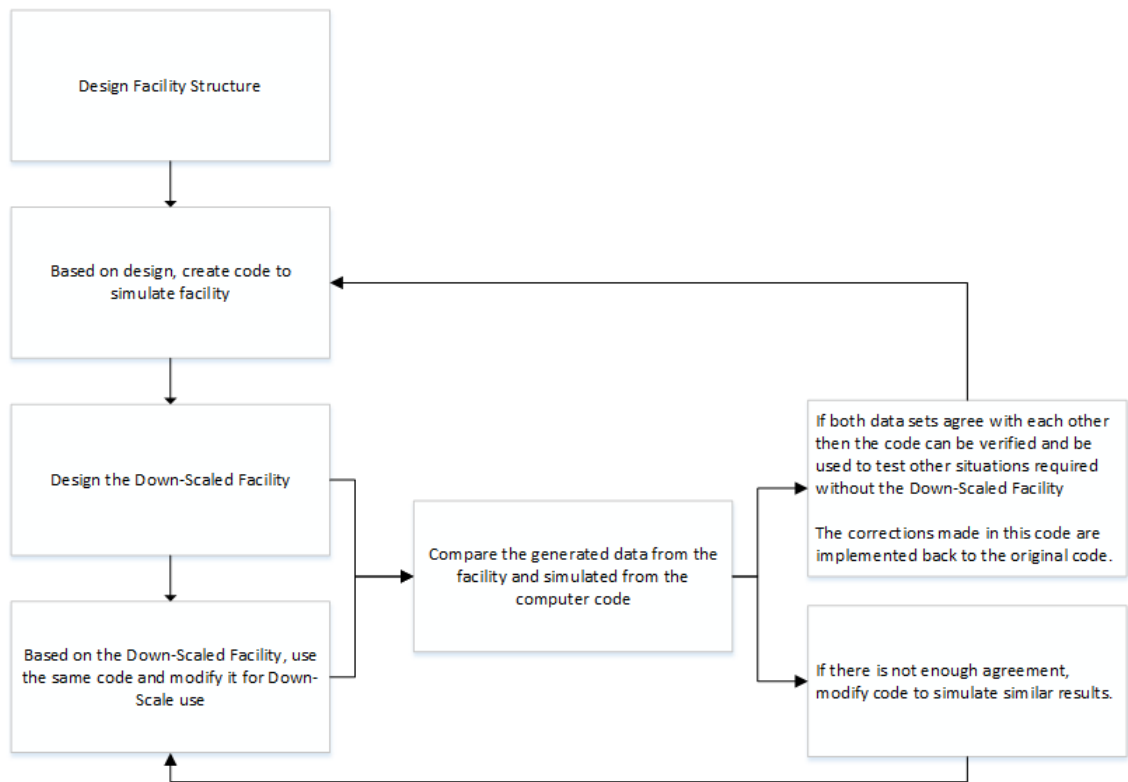 Design Facility Structure
Based on design, create code to
simulate facility
Design the Down-Scaled Facility
Based on the Down-Scaled Facility, use
the same code and modify it for Down-
Scale use
Compare the generated data from the
facility and simulated from the
computer code
If both data sets agree with each other
then the code can be verified and be
used to test other situations required
without the Down-Scaled Facility
The corrections made in this code are
implemented back to the original code.
If there is not enough agreement,
modify code to simulate similar results.